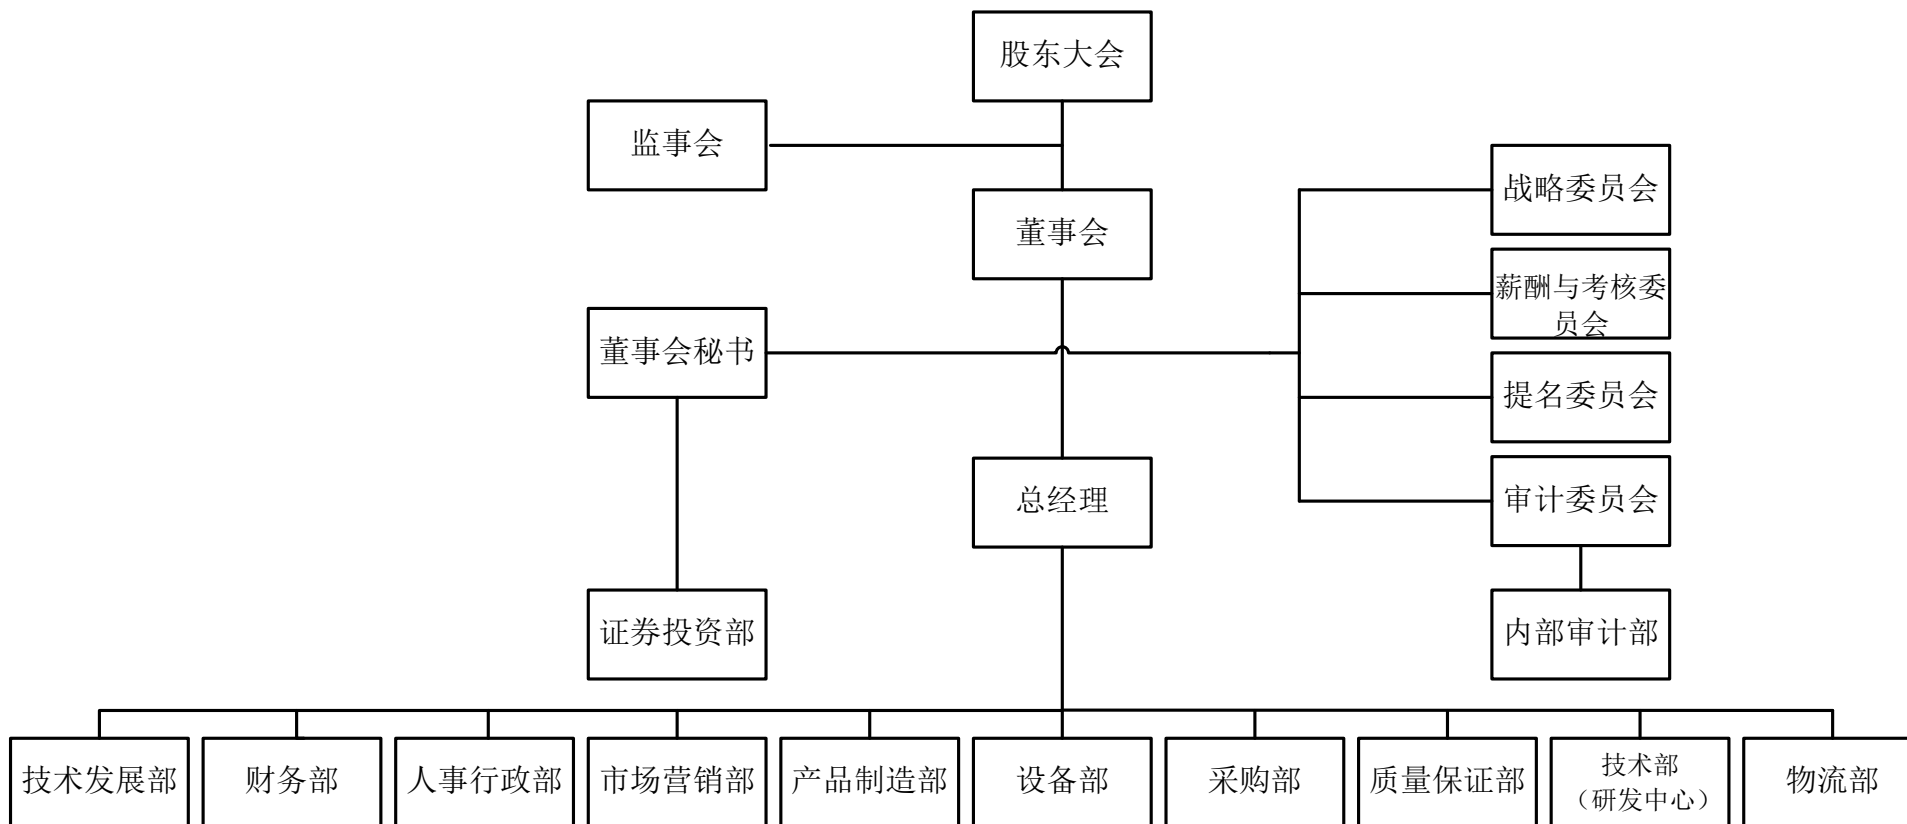 股东大会
监事会
战略委员会
董事会
薪酬与考核委
员会
董事会秘书
提名委员会
总经理
审计委员会
证券投资部
内部审计部
技术发展部
财务部
人事行政部
市场营销部
产品制造部
设备部
采购部
质量保证部
技术部
（研发中心）
物流部